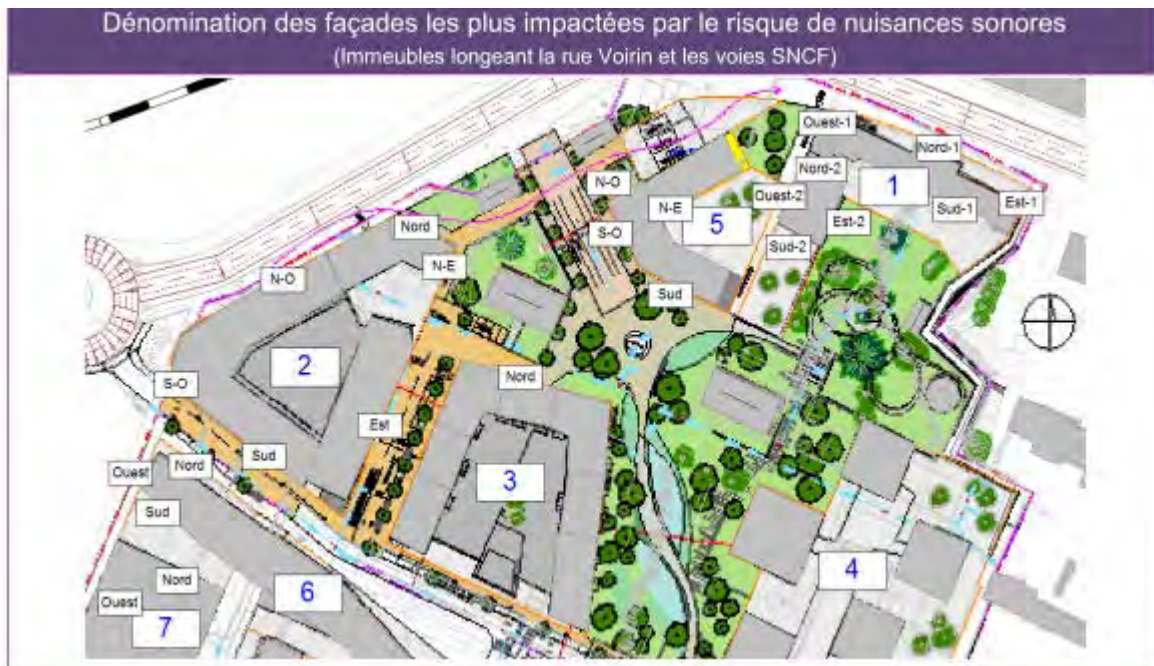 Dénomination des façades les plus impactées par le risque de nuisances sonores
(Immeubles longeant la rue Voirin et les voies SNCF)
Ouest-1
Nord-1
Nord-2
1
N-O
Ouest-2
Est-1
N-E
Sud-1
5
Est-2
Nord
S-O
Sud-2
N-E
N-O
Sud
2
Nord
S-O
Est
Sud
Nord
Ouest
3
Sud
4
Nord
6
Ouest
7